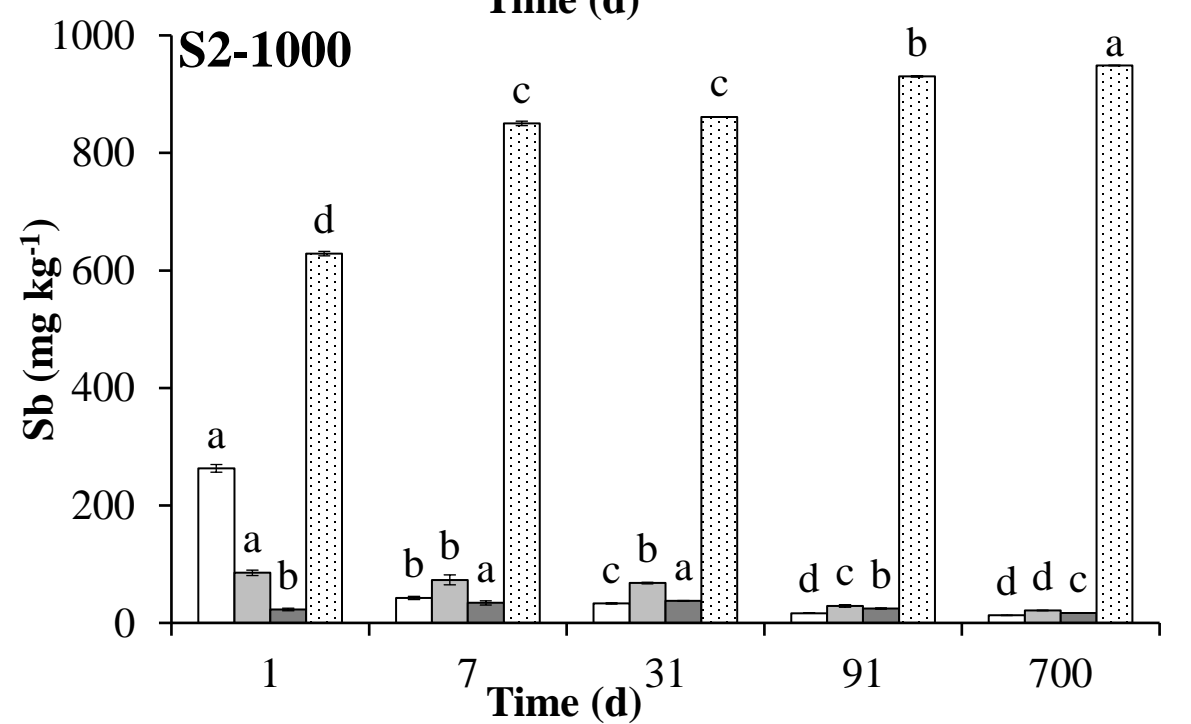 Time (d)
1000
S2-1000
800
600
400
200
0
Sb (mg kg⁻¹)
a a b d
b b a c
c b a c
d c b b
d d c a
1 7 31 91 700
Time (d)